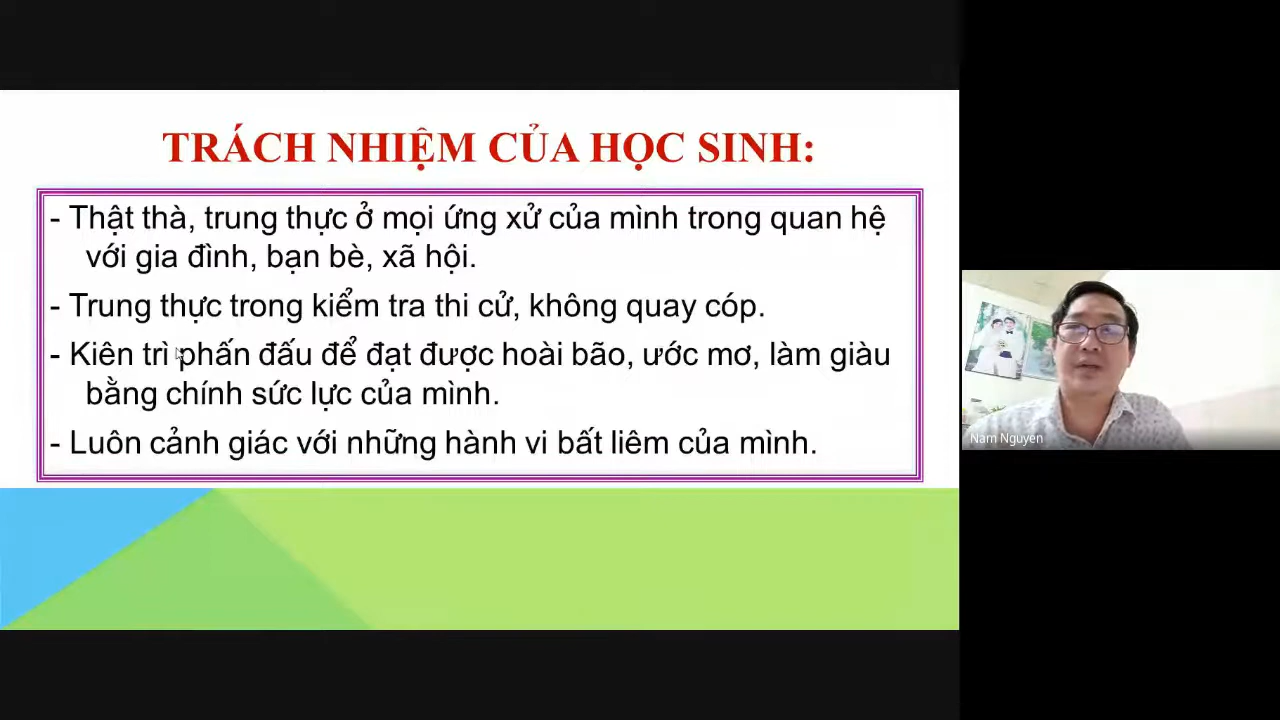 TRÁCH NHIỆM CỦA HỌC SINH:
- Thật thà, trung thực ở mọi ứng xử của mình trong quan hệ
với gia đình, bạn bè, xã hội.
- Trung thực trong kiểm tra thi cử, không quay cóp.
- Kiên trì phấn đấu để đạt được hoài bão, ước mơ, làm giàu
bằng chính sức lực của mình.
- Luôn cảnh giác với những hành vi bất liêm của mình.
Nam Nguyen